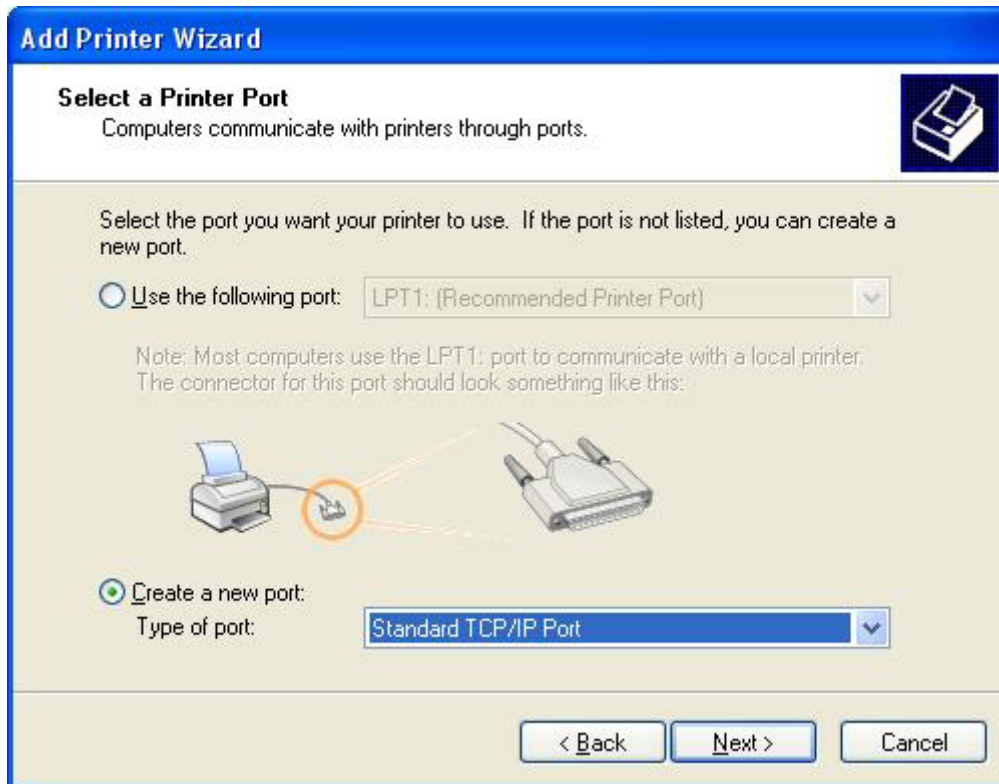 Add Printer Wizard
Select a Printer Port
Computers communicate with printers through ports.
Select the port you want your printer to use. If the port is not listed, you can create a
new port.
Use the following port: LPT1: (Recommended Printer Port)
Note: Most computers use the LPT1: port to communicate with a local printer.
The connector for this port should look something like this:
Create a new port:
Type of port: Standard TCP/IP Port
< Back Next > Cancel